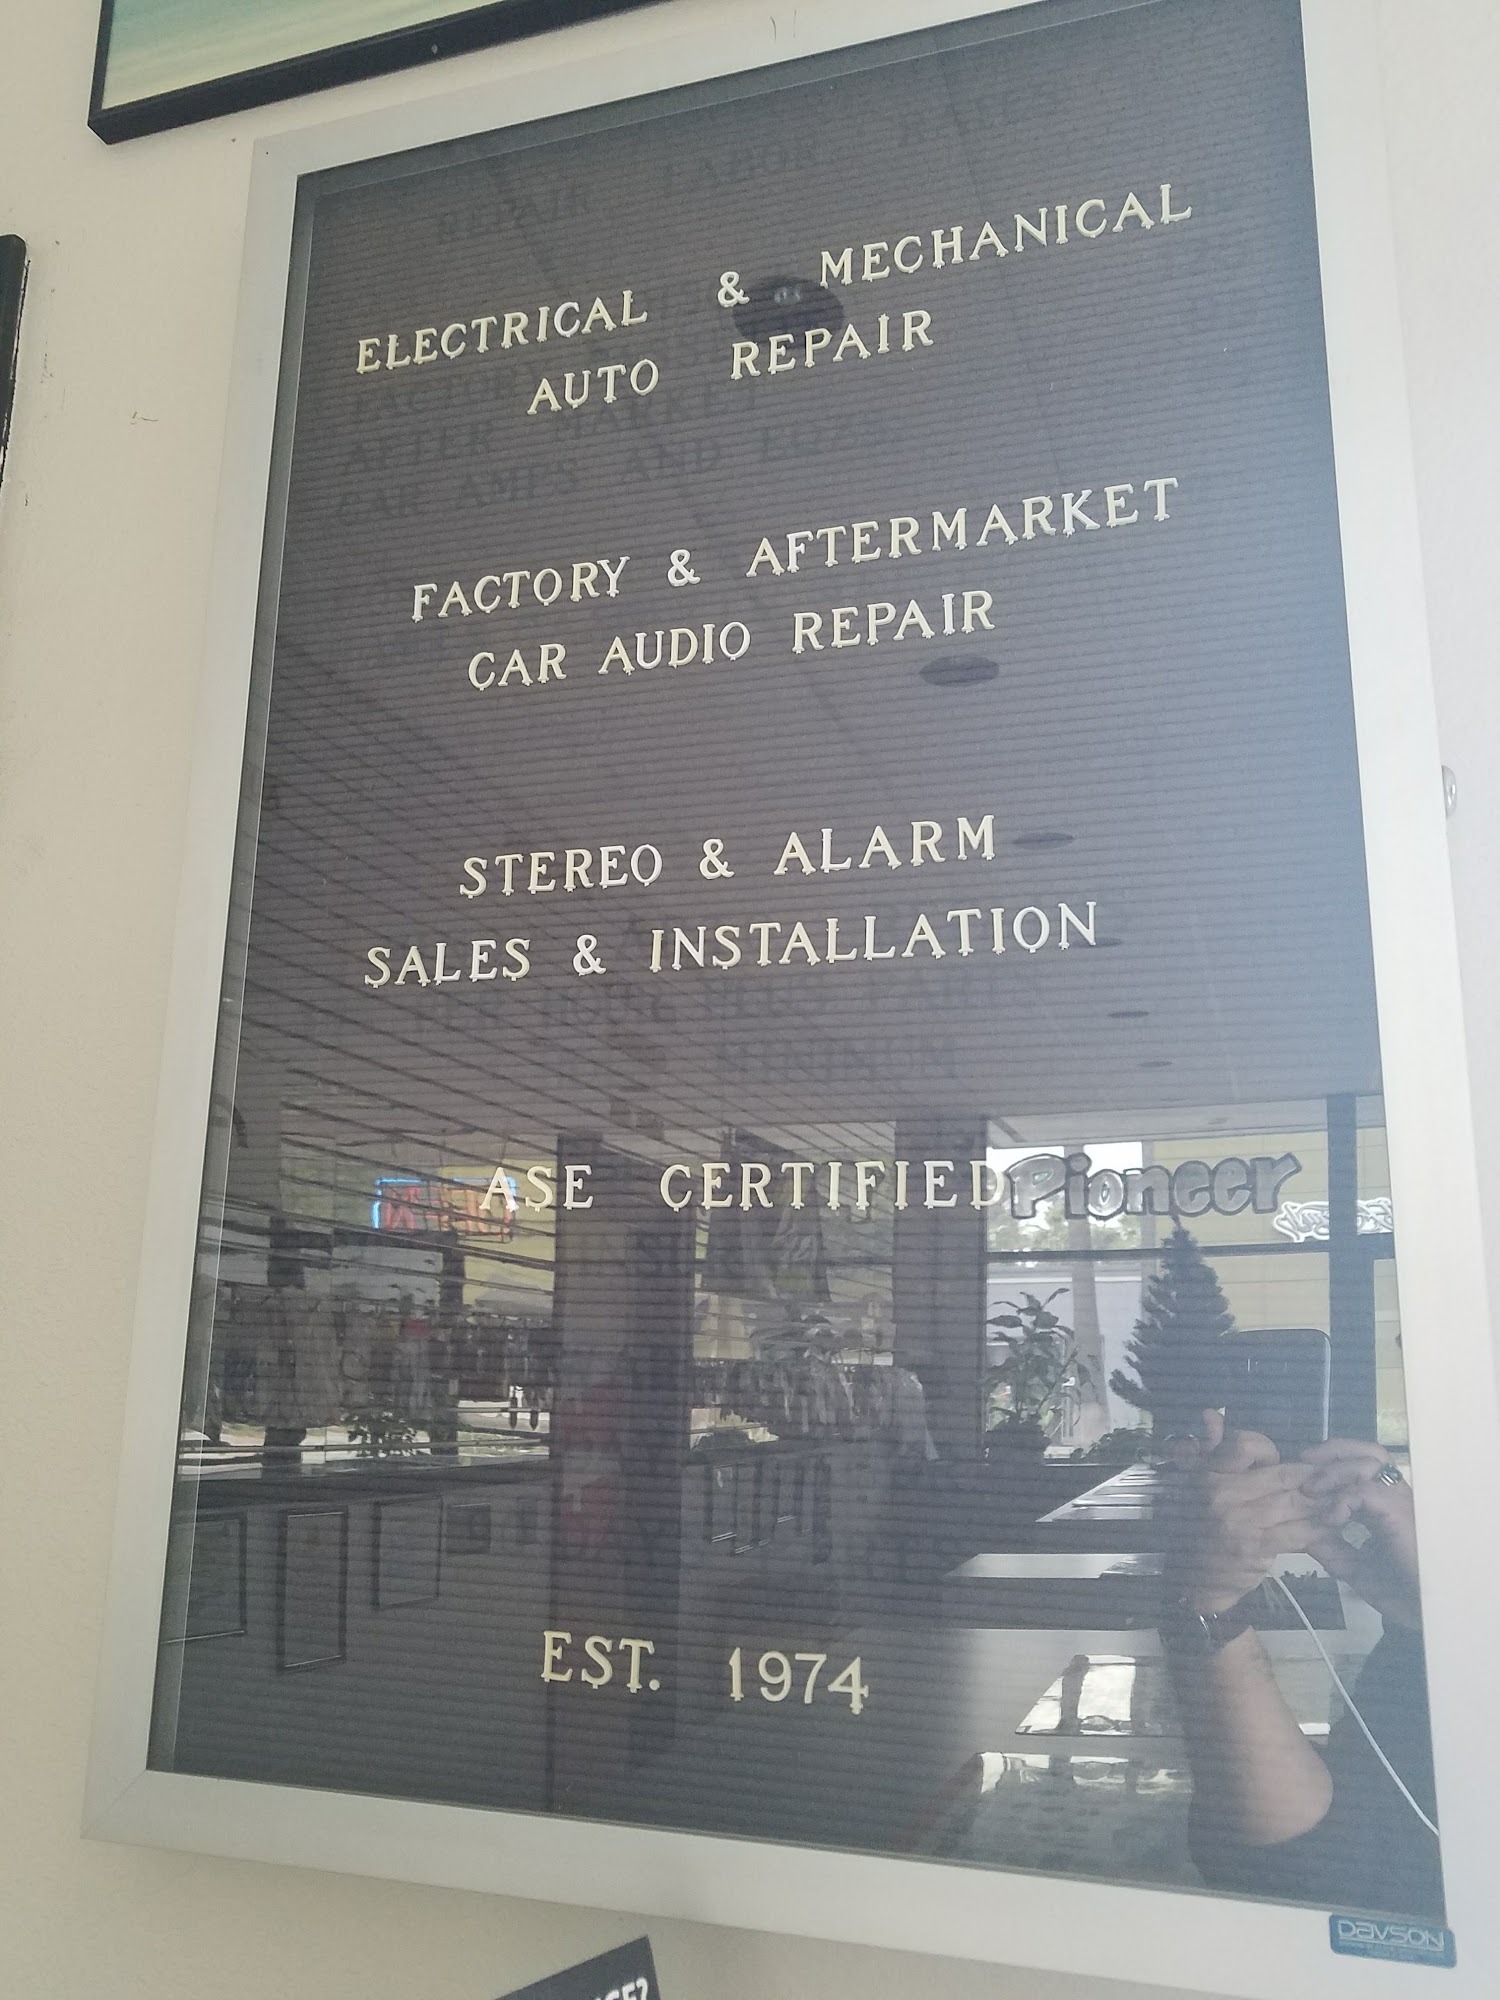 ELECTRICAL & MECHANICAL
AUTO REPAIR
FACTORY & AFTERMARKET
CAR AUDIO REPAIR
STEREO & ALARM
SALES & INSTALLATION
ASE CERTIFIED
Pioneer
EST. 1974
DAVSON